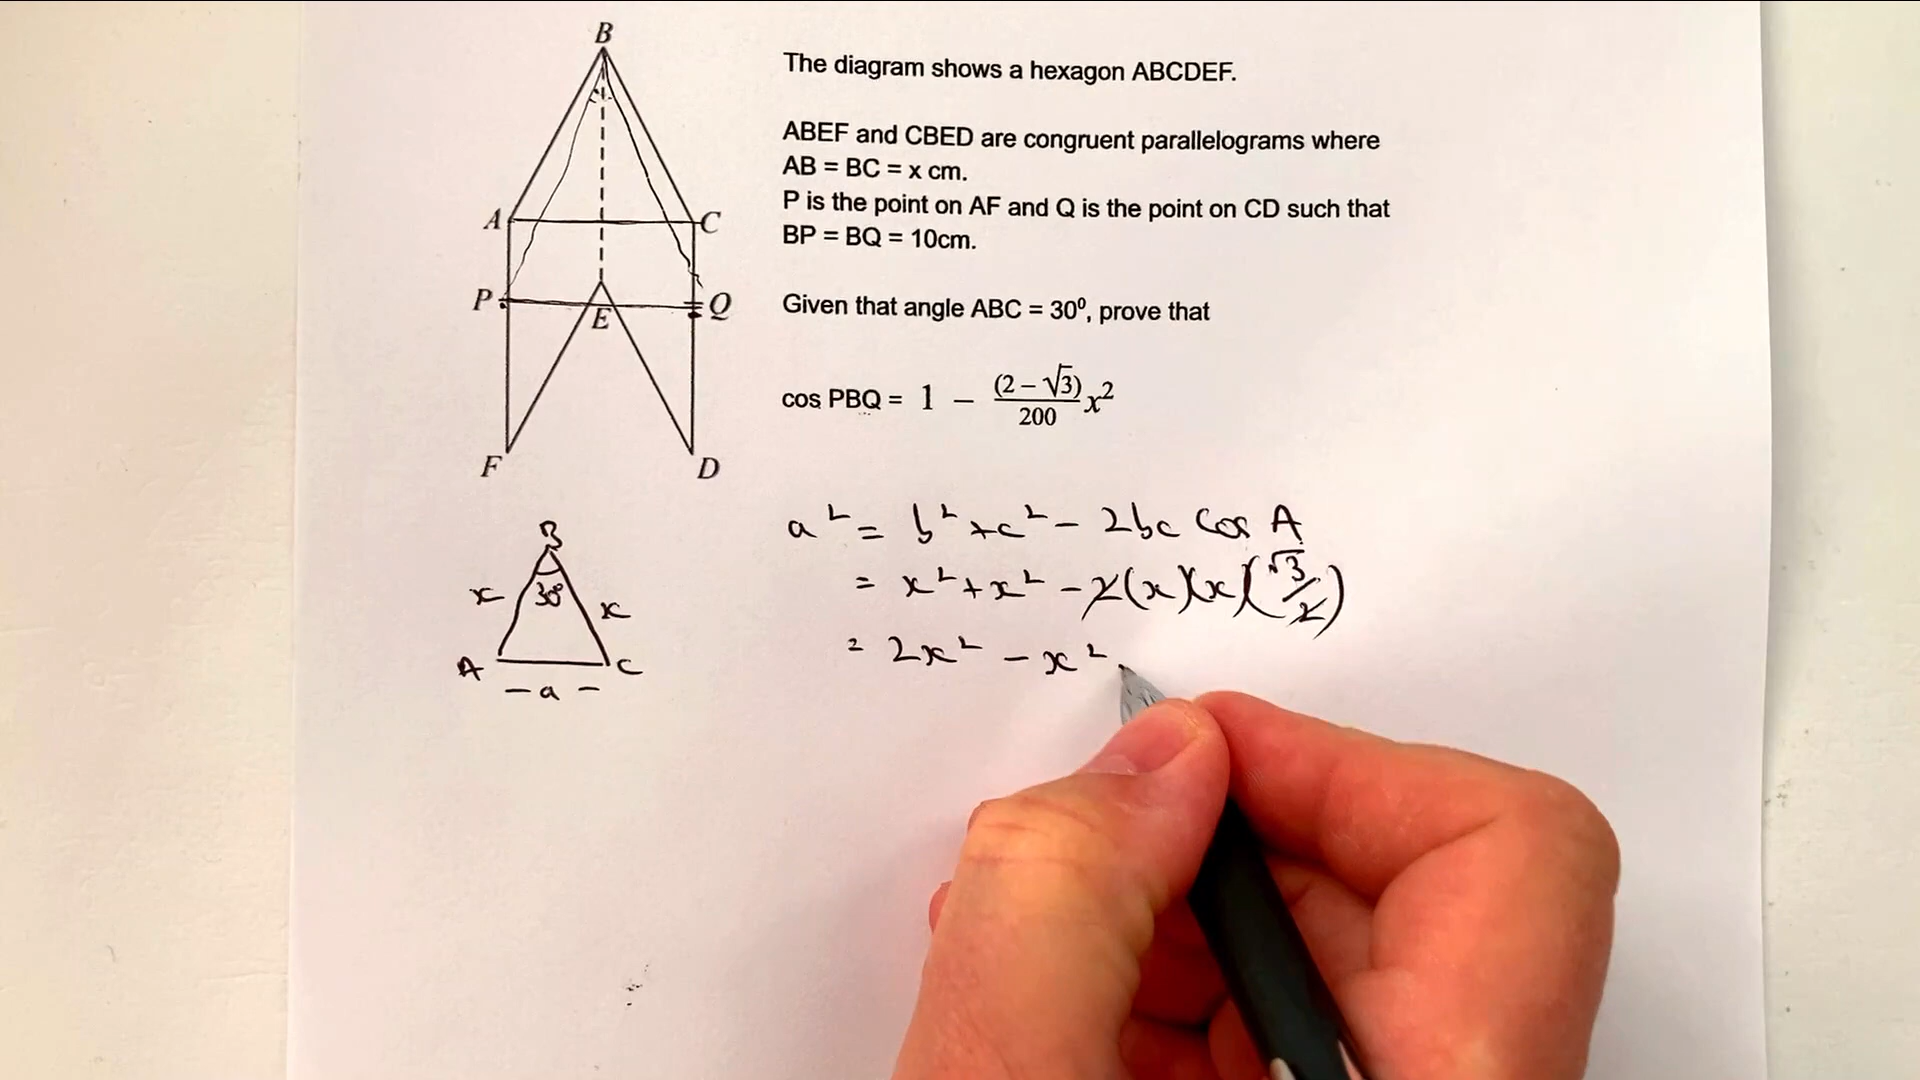 B
A
C
P
Q
E
F
D
The diagram shows a hexagon ABCDEF.
ABEF and CBED are congruent parallelograms where
AB = BC = x cm.
P is the point on AF and Q is the point on CD such that
BP = BQ = 10cm.
Given that angle ABC = 30⁰, prove that
cos PBQ = 1 − (2 − √3)/200 x²
B
x 30° x
A C
− a −
a² = b² + c² − 2bc cos A
= x² + x² − 2(x)(x)(√3/2)
= 2x² − x²